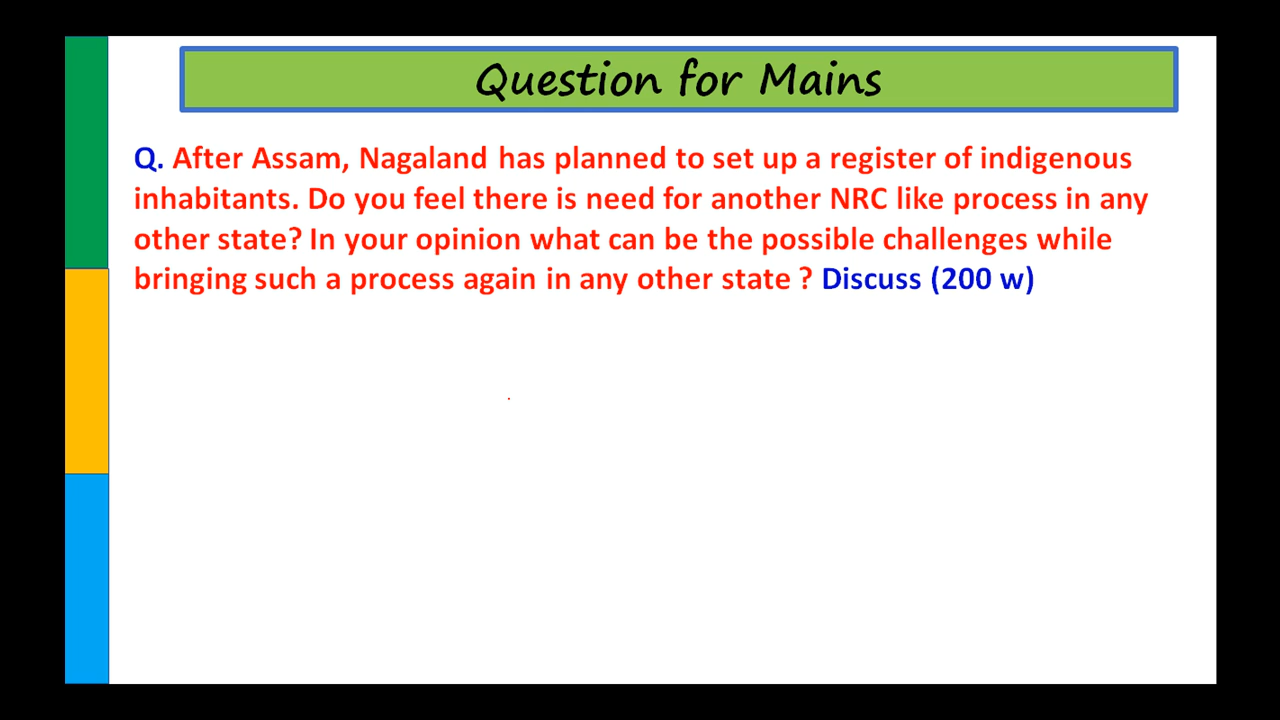 Question for Mains
Q. After Assam, Nagaland has planned to set up a register of indigenous
inhabitants. Do you feel there is need for another NRC like process in any
other state? In your opinion what can be the possible challenges while
bringing such a process again in any other state ? Discuss (200 w)